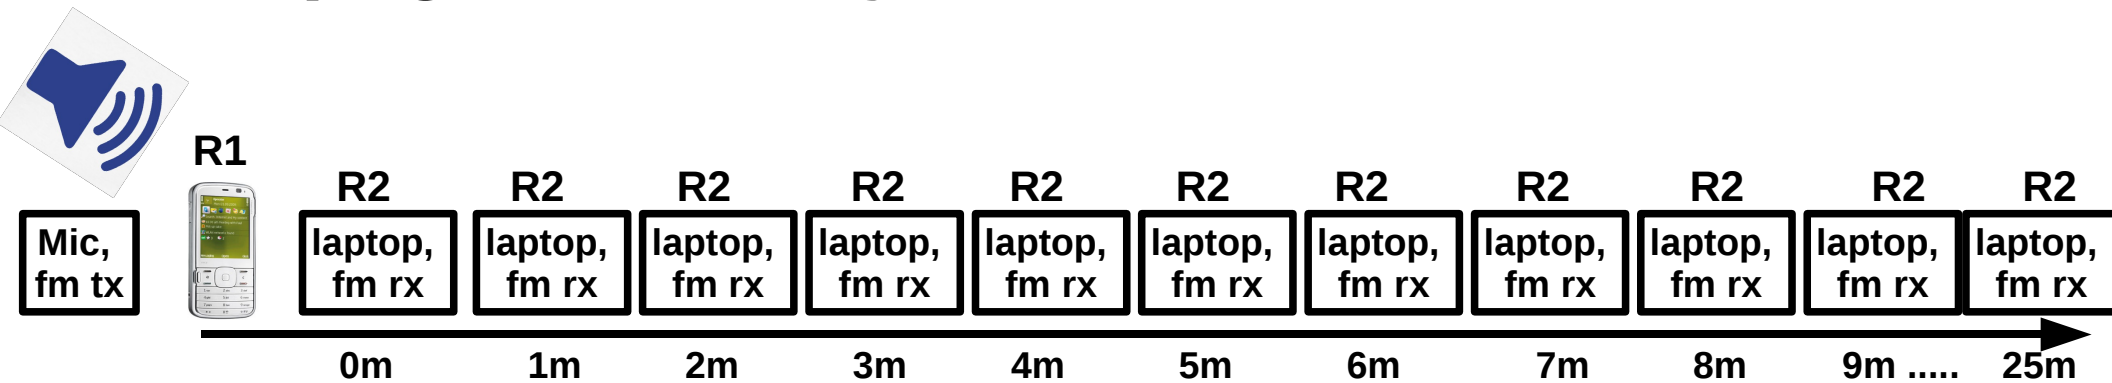 R1
R2 R2 R2 R2 R2 R2 R2 R2 R2 R2 R2
Mic, laptop, laptop, laptop, laptop, laptop, laptop, laptop, laptop, laptop, laptop, laptop,
fm tx fm rx fm rx fm rx fm rx fm rx fm rx fm rx fm rx fm rx fm rx fm rx
0m 1m 2m 3m 4m 5m 6m 7m 8m 9m ..... 25m